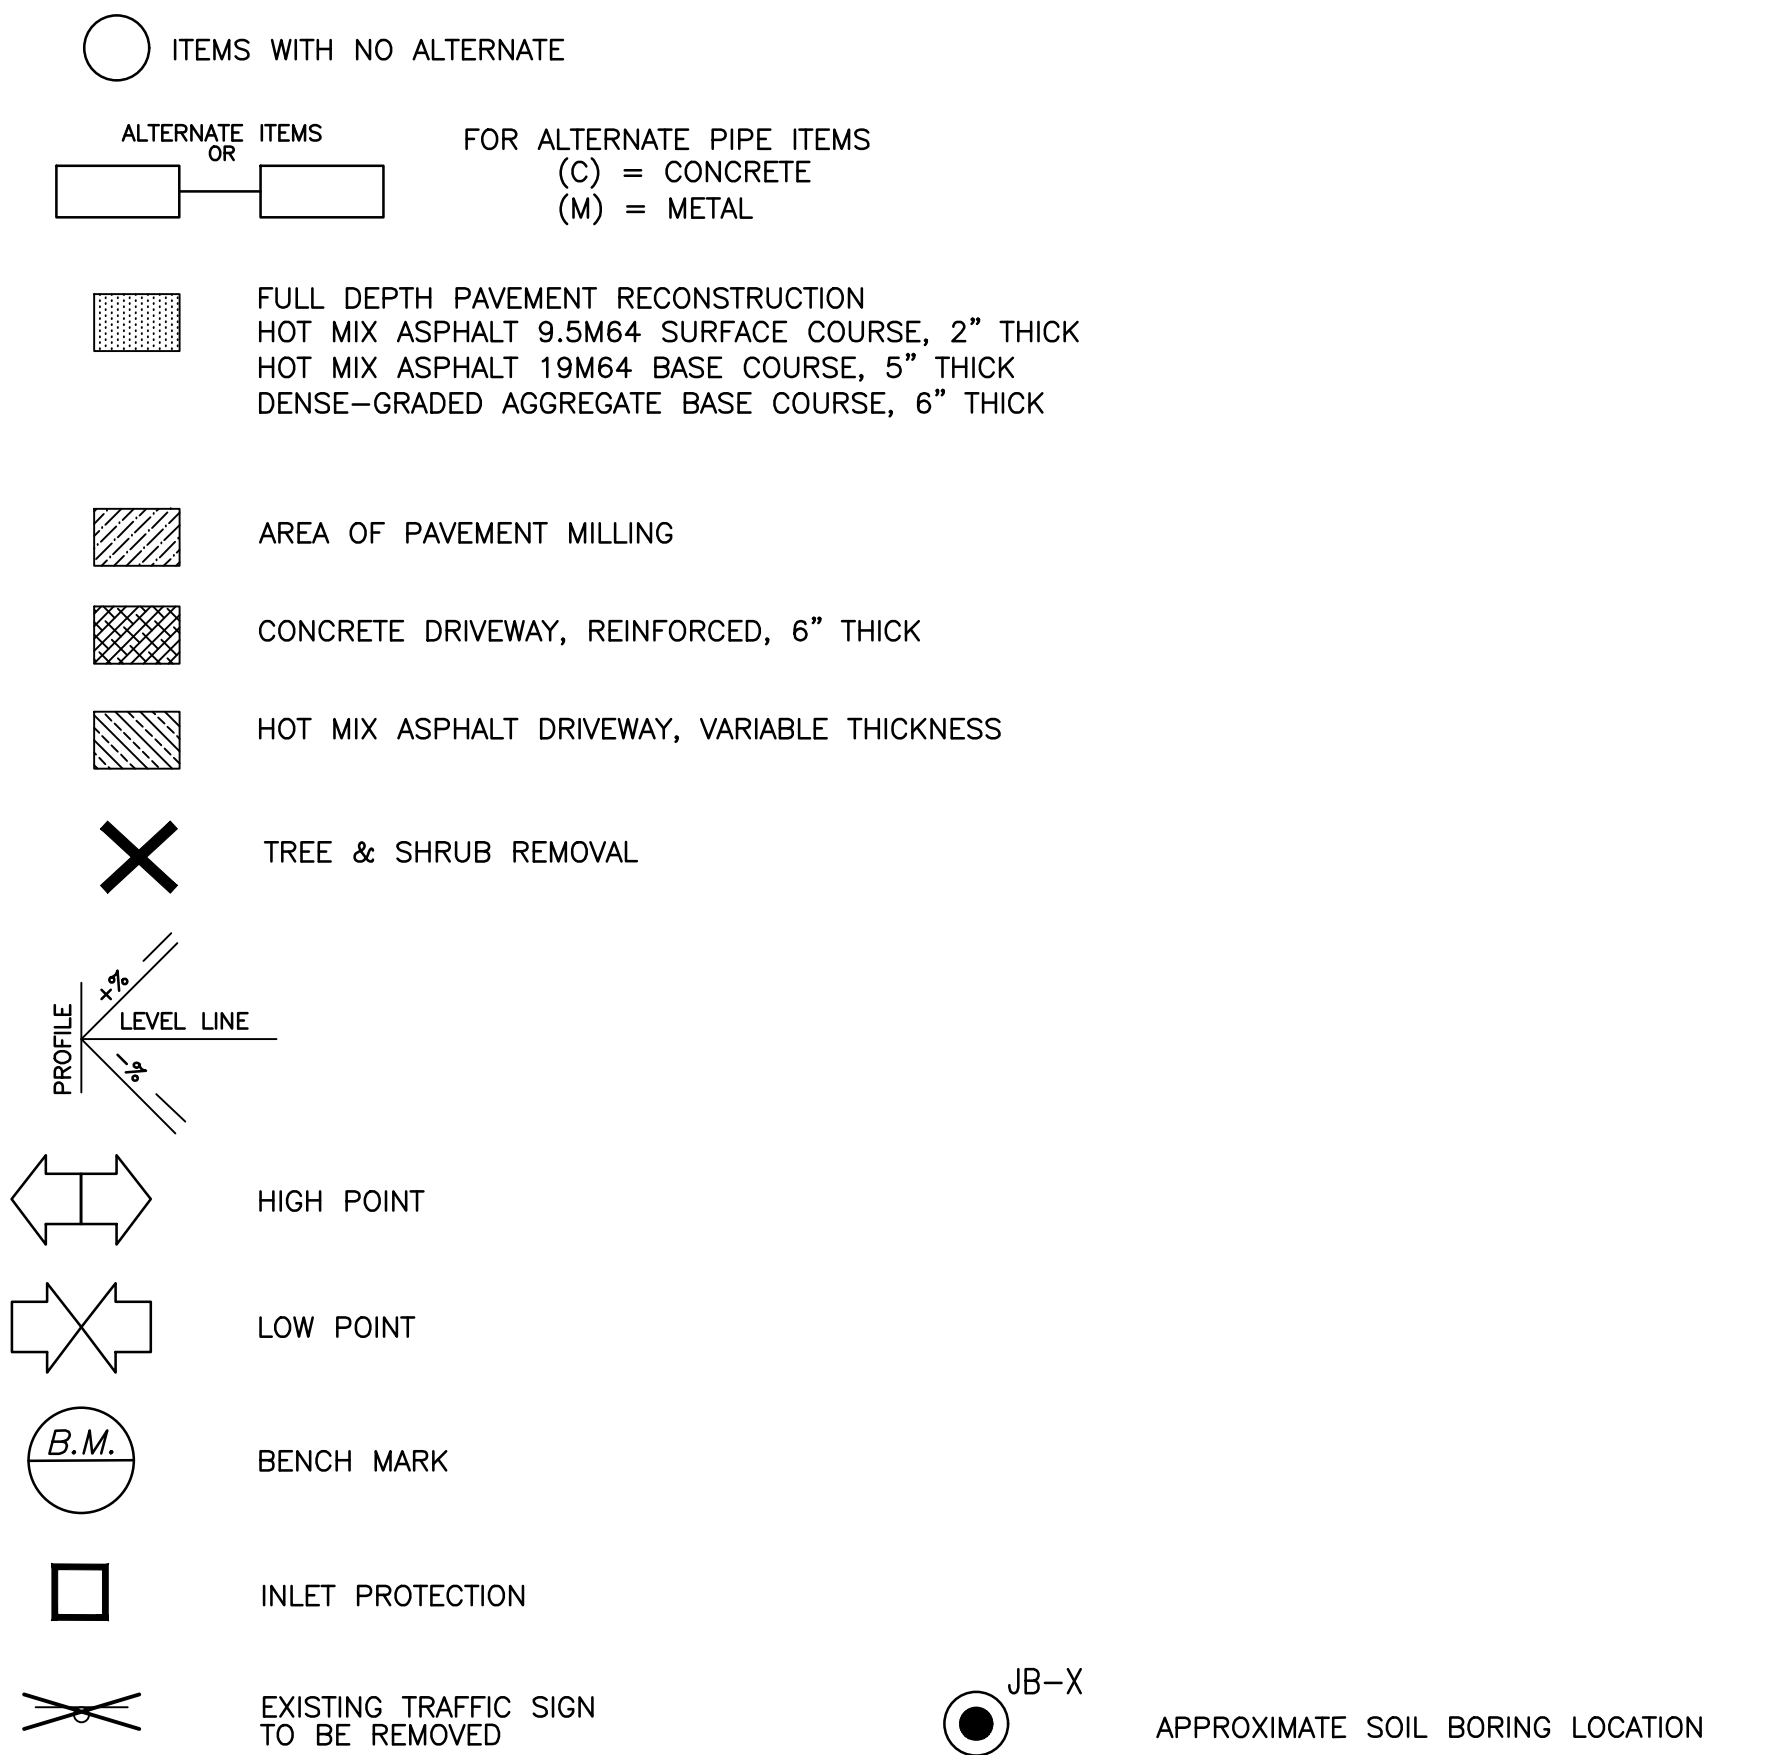 ITEMS WITH NO ALTERNATE
ALTERNATE ITEMS
OR
FOR ALTERNATE PIPE ITEMS
(C) = CONCRETE
(M) = METAL
FULL DEPTH PAVEMENT RECONSTRUCTION
HOT MIX ASPHALT 9.5M64 SURFACE COURSE, 2" THICK
HOT MIX ASPHALT 19M64 BASE COURSE, 5" THICK
DENSE-GRADED AGGREGATE BASE COURSE, 6" THICK
AREA OF PAVEMENT MILLING
CONCRETE DRIVEWAY, REINFORCED, 6" THICK
HOT MIX ASPHALT DRIVEWAY, VARIABLE THICKNESS
TREE & SHRUB REMOVAL
PROFILE
+%
LEVEL LINE
-%
HIGH POINT
LOW POINT
B.M.
BENCH MARK
INLET PROTECTION
EXISTING TRAFFIC SIGN
TO BE REMOVED
JB-X
APPROXIMATE SOIL BORING LOCATION